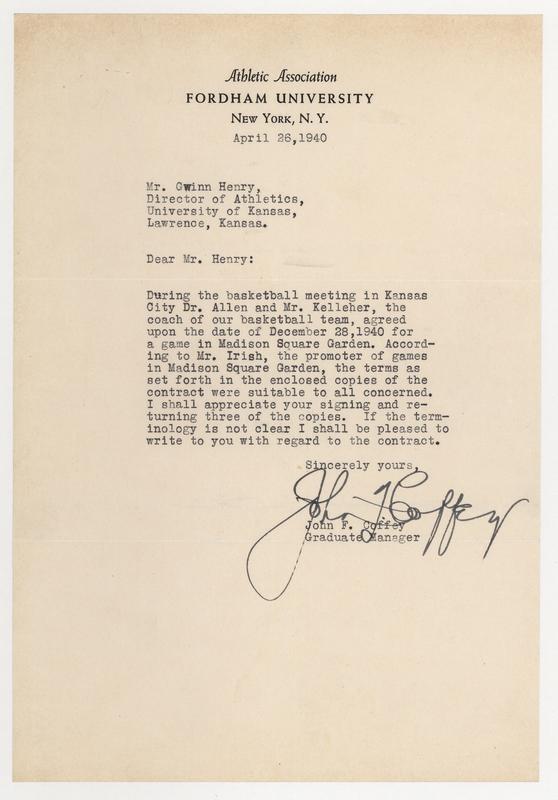 Athletic Association
FORDHAM UNIVERSITY
NEW YORK, N. Y.
April 26,1940
Mr. Gwinn Henry,
Director of Athletics,
University of Kansas,
Lawrence, Kansas.
Dear Mr. Henry:
During the basketball meeting in Kansas
City Dr. Allen and Mr. Kelleher, the
coach of our basketball team, agreed
upon the date of December 28,1940 for
a game in Madison Square Garden. Accord-
ing to Mr. Irish, the promoter of games
in Madison Square Garden, the terms as
set forth in the enclosed copies of the
contract were suitable to all concerned.
I shall appreciate your signing and re-
turning three of the copies.  If the term-
inology is not clear I shall be pleased to
write to you with regard to the contract.
Sincerely yours,
John F Coffey
John F. Coffey
Graduate Manager